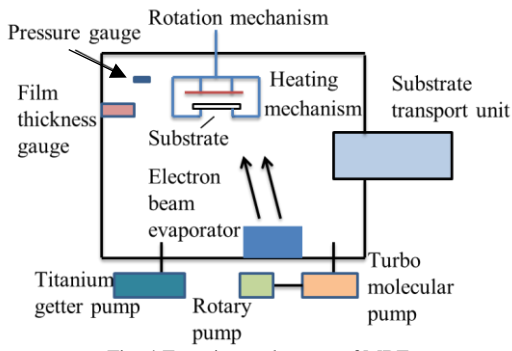 Rotation mechanism
Pressure gauge
Film
thickness
gauge
Heating
mechanism
Substrate
transport unit
Substrate
Electron
beam
evaporator
Titanium
getter pump
Rotary
pump
Turbo
molecular
pump